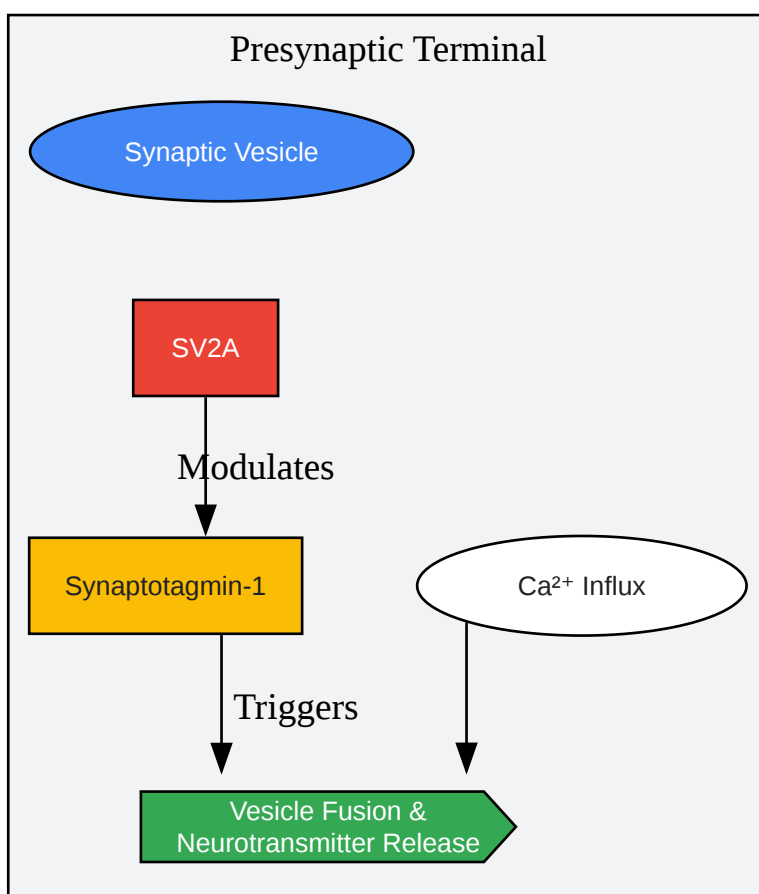 Presynaptic Terminal
Synaptic Vesicle
SV2A
Modulates
Synaptotagmin-1
Ca²⁺ Influx
Triggers
Vesicle Fusion &
Neurotransmitter Release